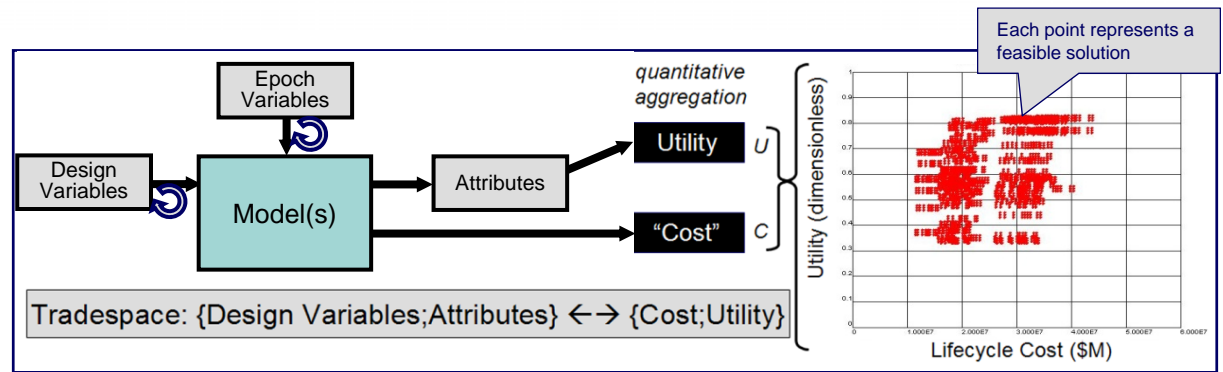 Each point represents a
feasible solution
Epoch
Variables
Design
Variables
Model(s)
Attributes
quantitative
aggregation
Utility
U
"Cost"
C
Tradespace: {Design Variables;Attributes} ←→ {Cost;Utility}
Utility (dimensionless)
1
0.9
0.8
0.7
0.6
0.5
0.4
0.3
0.2
0.1
0
0
1.000E7
2.000E7
3.000E7
4.000E7
5.000E7
6.000E7
Lifecycle Cost ($M)